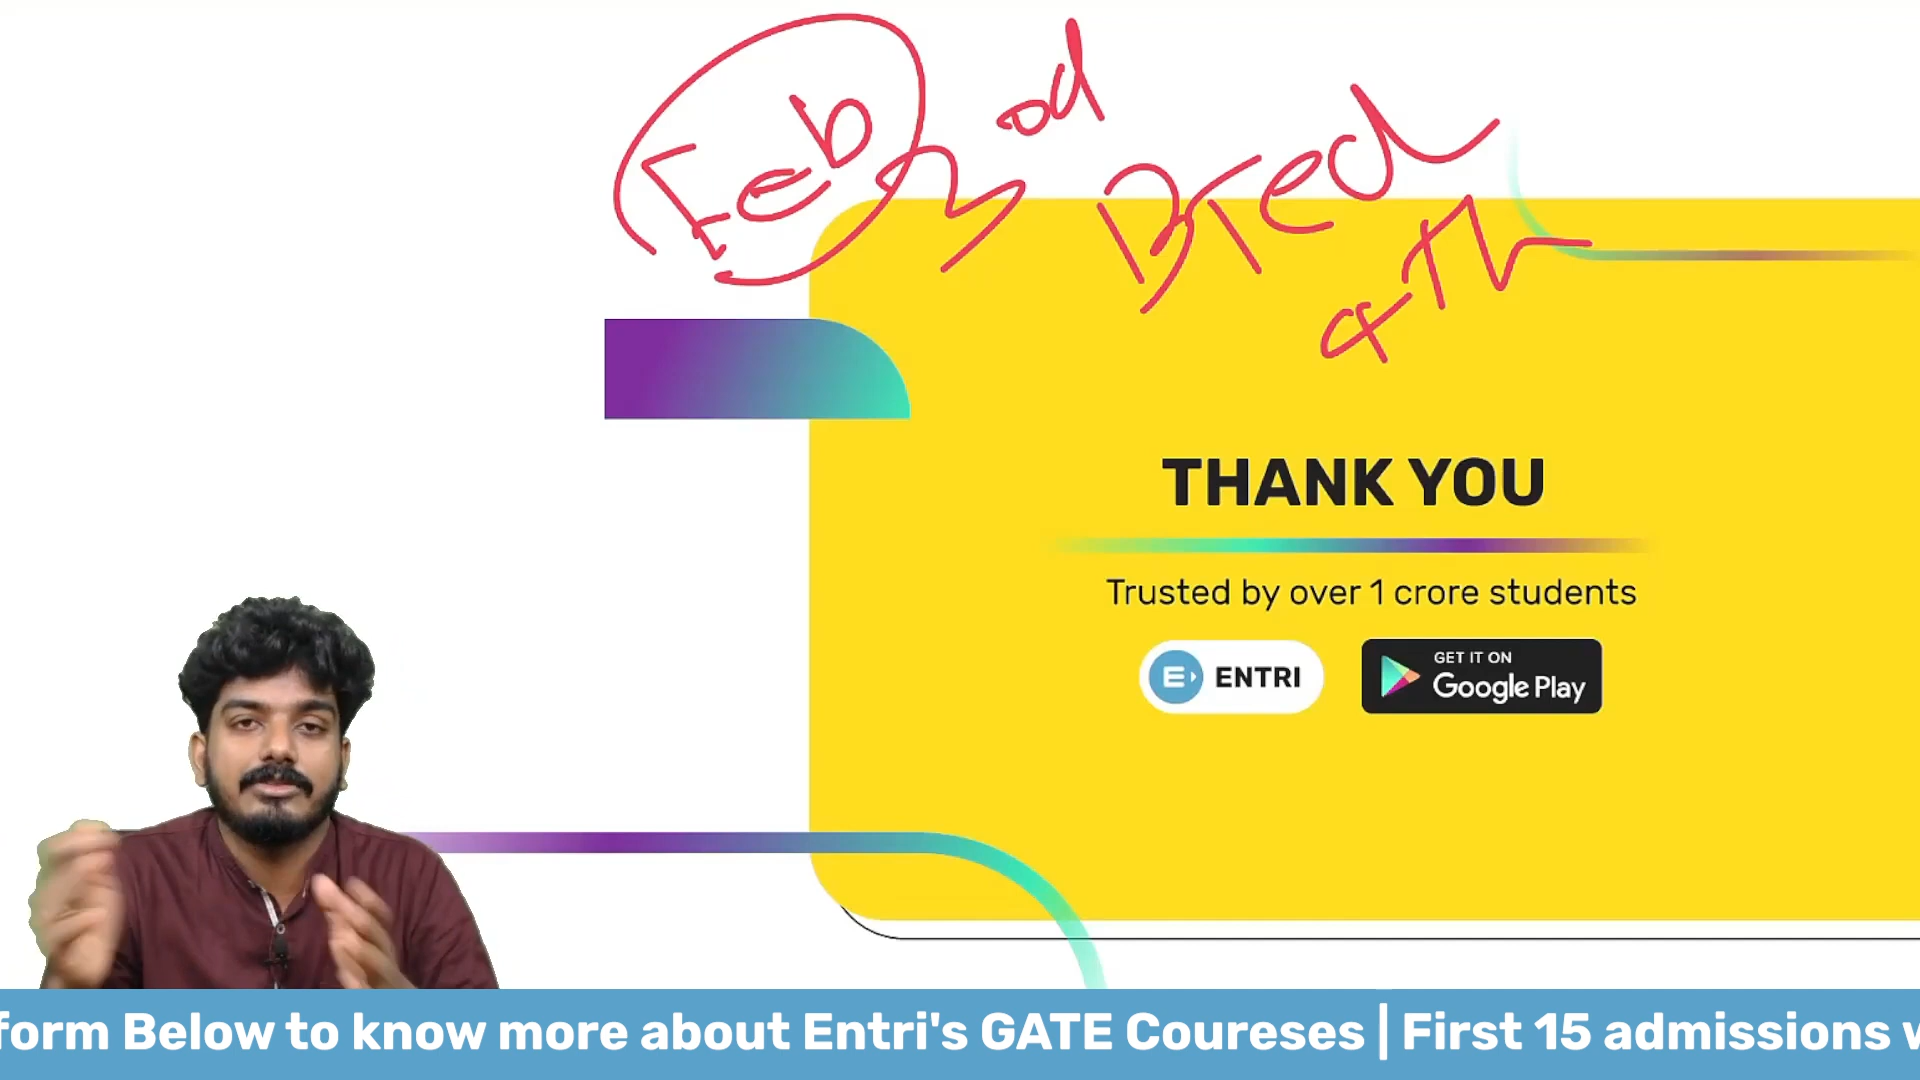 Feb 3rd
BTech
4th
THANK YOU
Trusted by over 1 crore students
ENTRI
GET IT ON
Google Play
form Below to know more about Entri's GATE Coureses | First 15 admissions